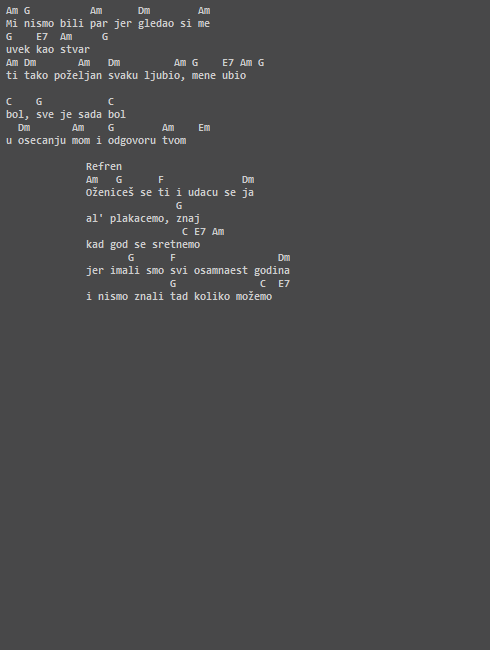 Am G          Am      Dm        Am
Mi nismo bili par jer gledao si me
G    E7  Am     G
uvek kao stvar
Am Dm       Am   Dm         Am G    E7 Am G
ti tako poželjan svaku ljubio, mene ubio

C    G           C
bol, sve je sada bol
  Dm       Am    G        Am    Em
u osecanju mom i odgovoru tvom

Refren
Am   G      F             Dm
Oženiceš se ti i udacu se ja
               G
al' plakacemo, znaj
                C E7 Am
kad god se sretnemo
       G      F                 Dm
jer imali smo svi osamnaest godina
              G              C  E7
i nismo znali tad koliko možemo